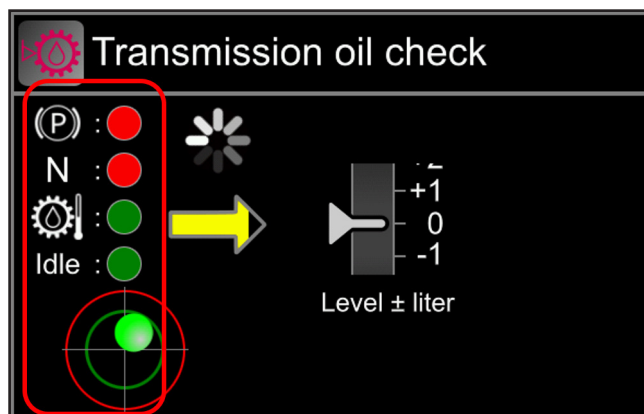 Transmission oil check
(P) :
N :
:
Idle :
+1
0
-1
Level ± liter